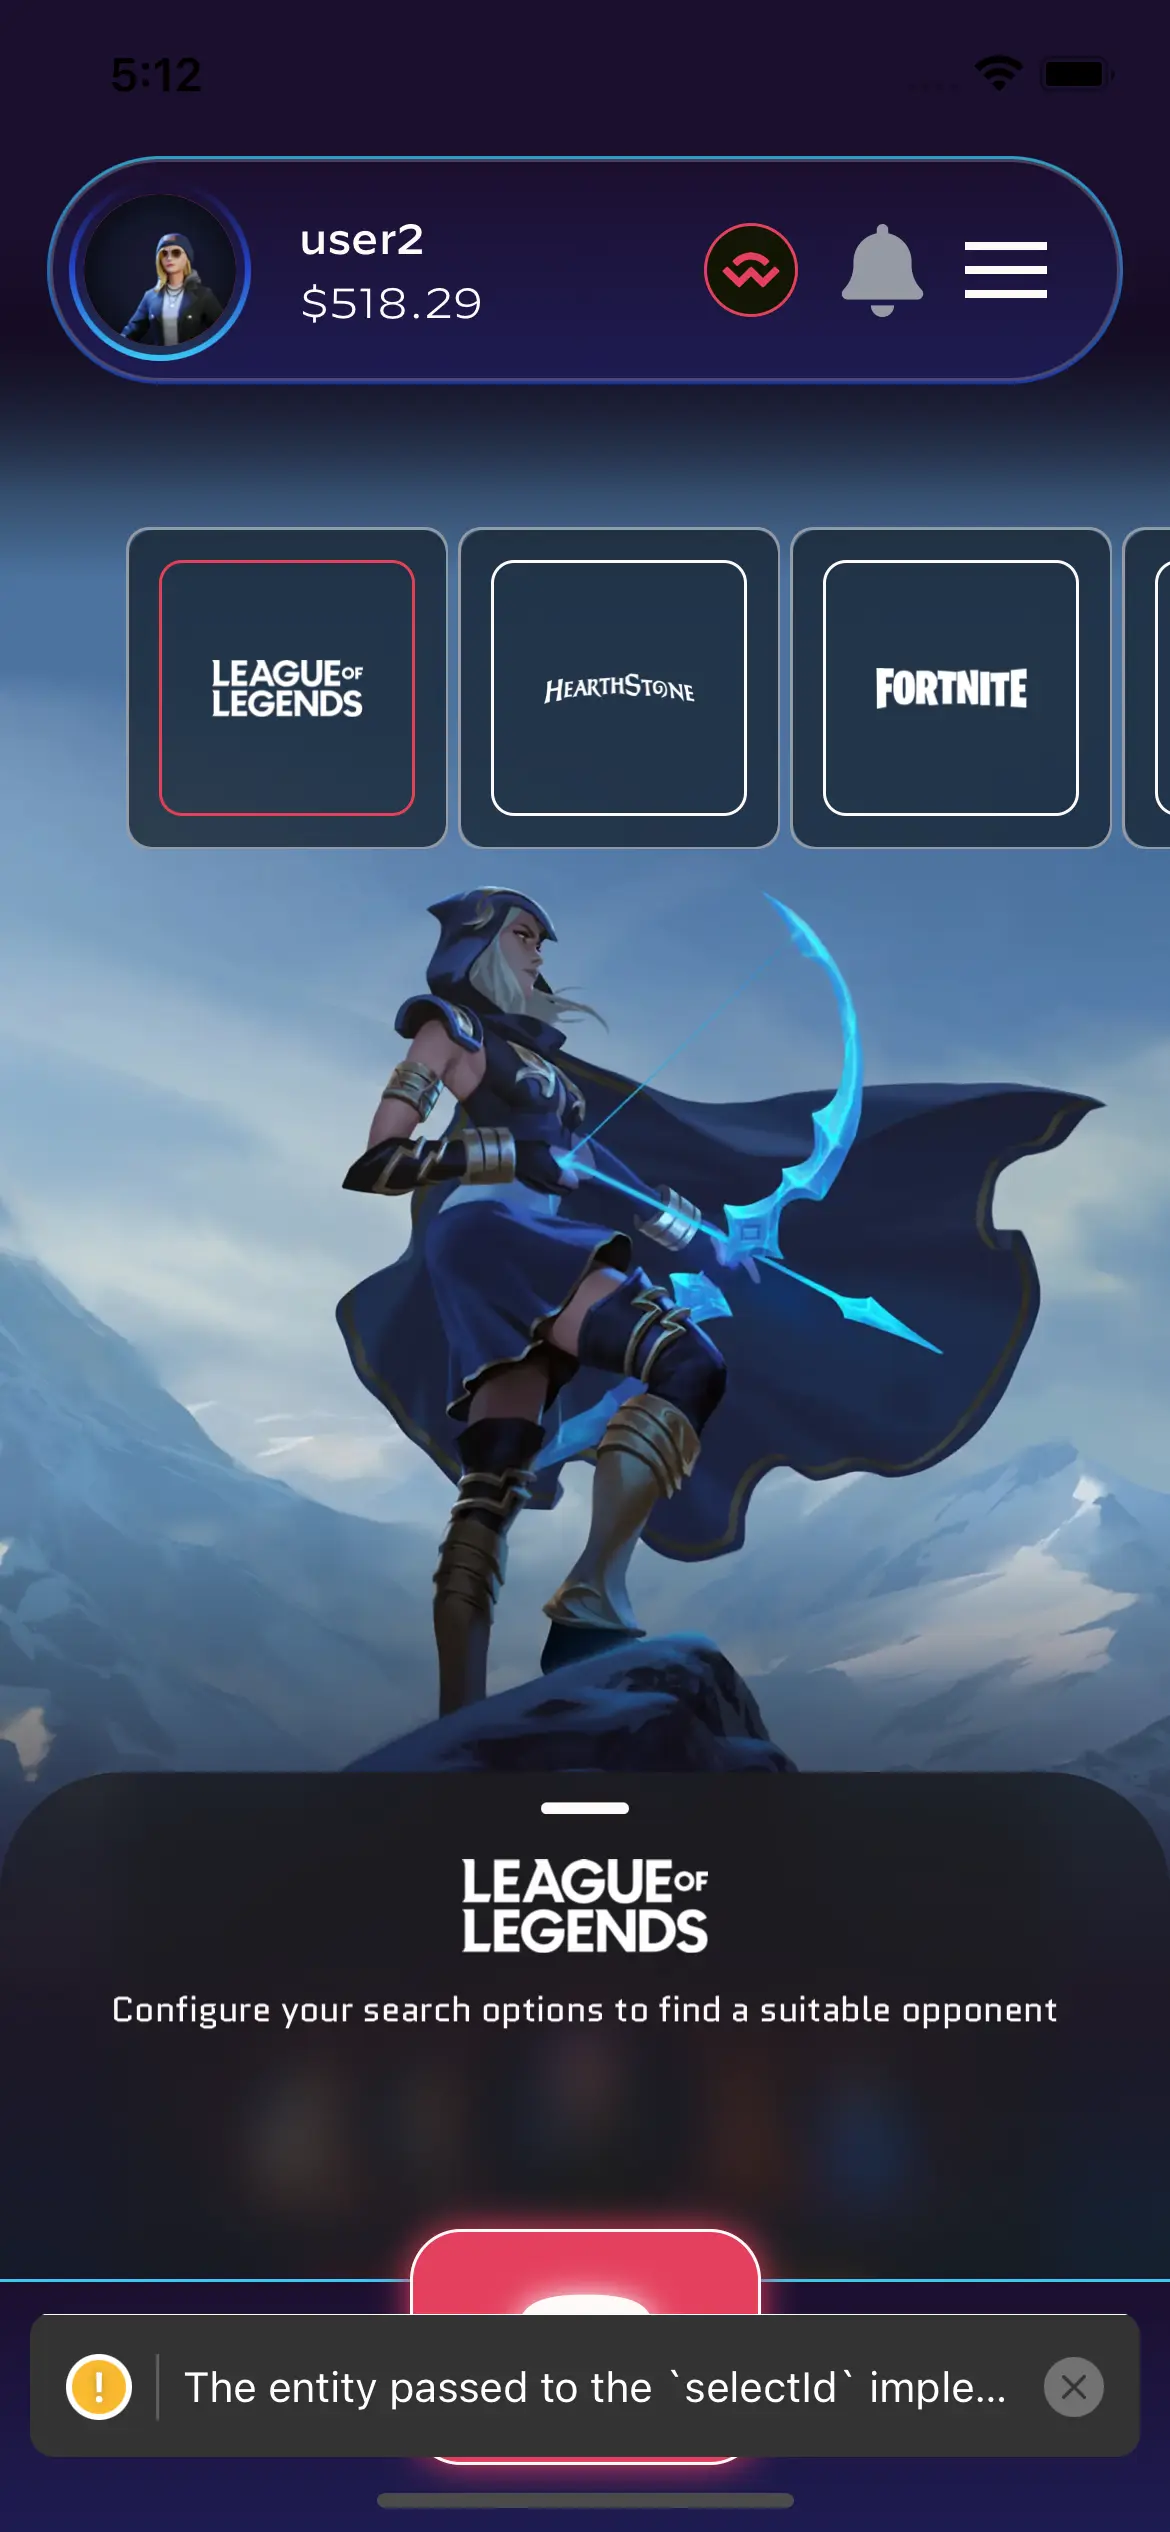 5:12
user2
$518.29
LEAGUE OF
LEGENDS
HEARTHSTONE
FORTNITE
LEAGUE OF
LEGENDS
Configure your search options to find a suitable opponent
The entity passed to the `selectId` imple...